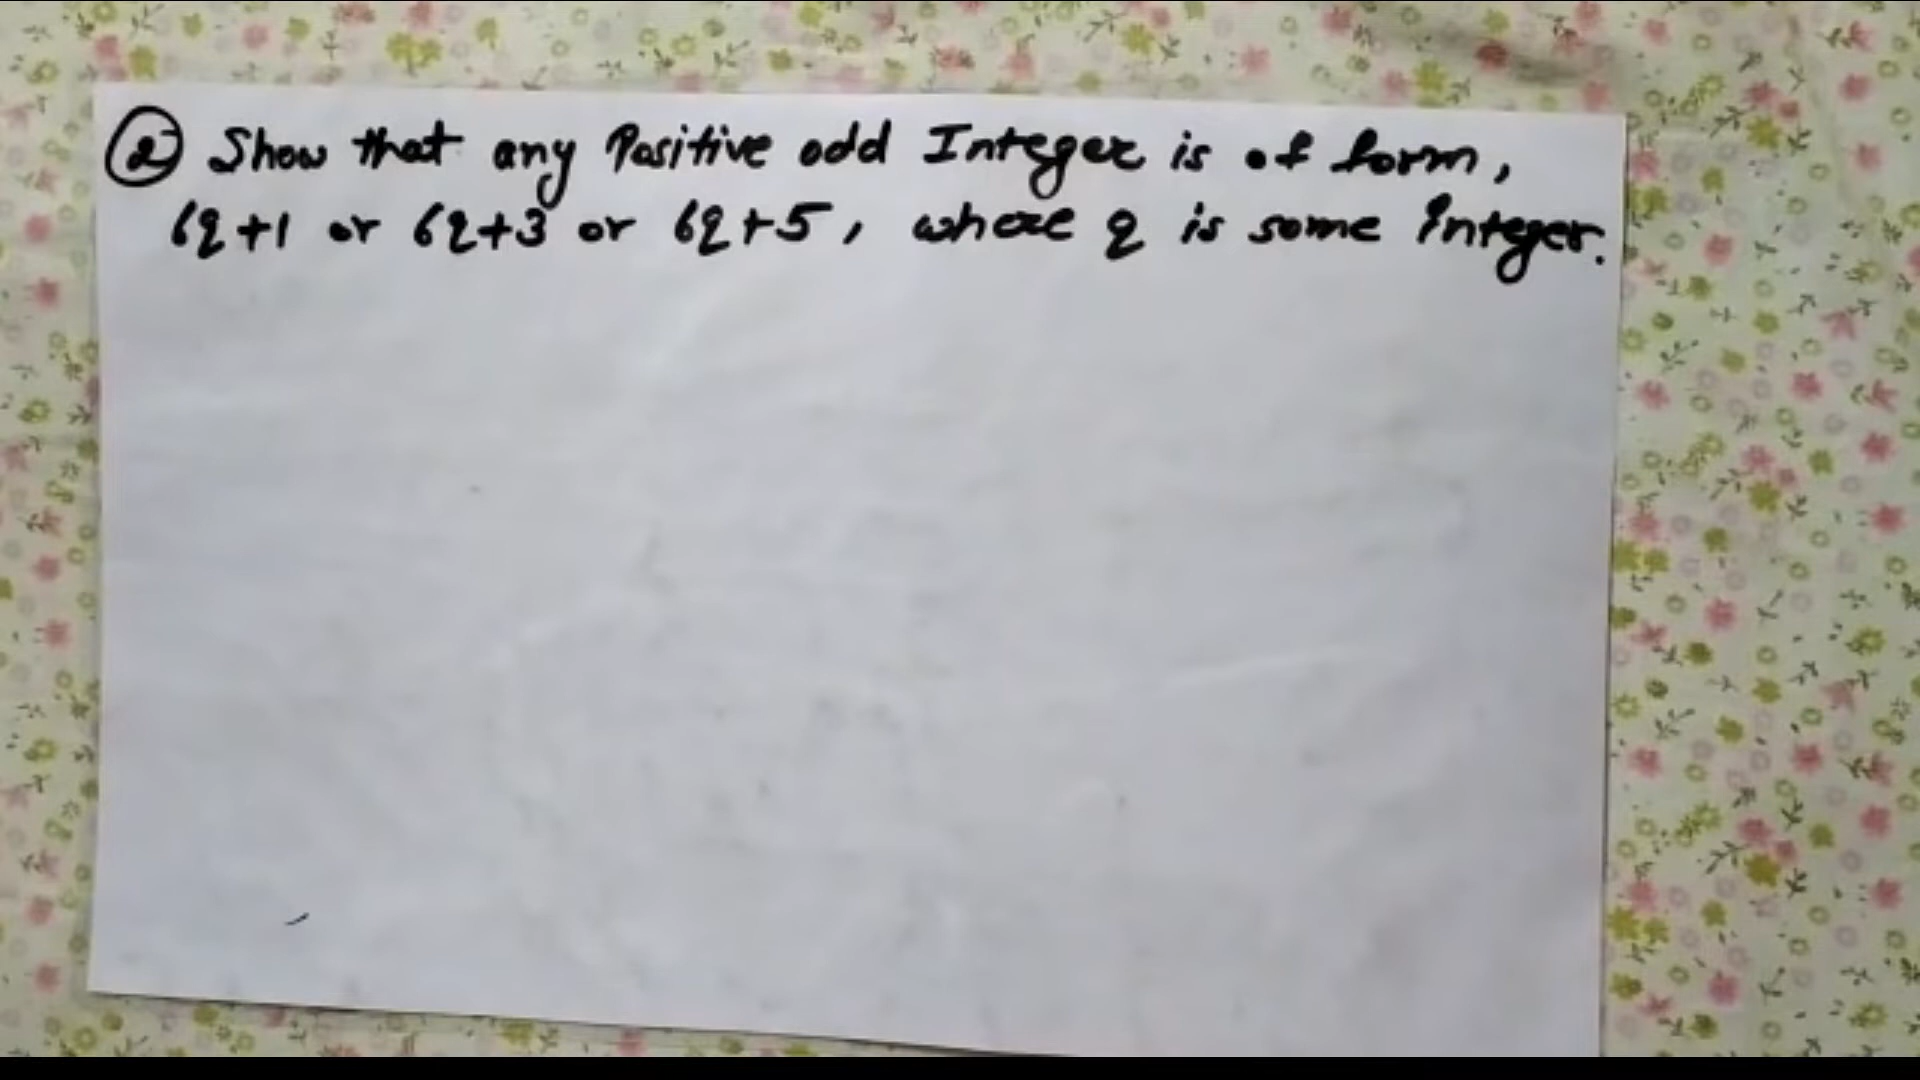 ② Show that any Positive odd Integer is of form,
6q+1 or 6q+3 or 6q+5, where q is some integer.